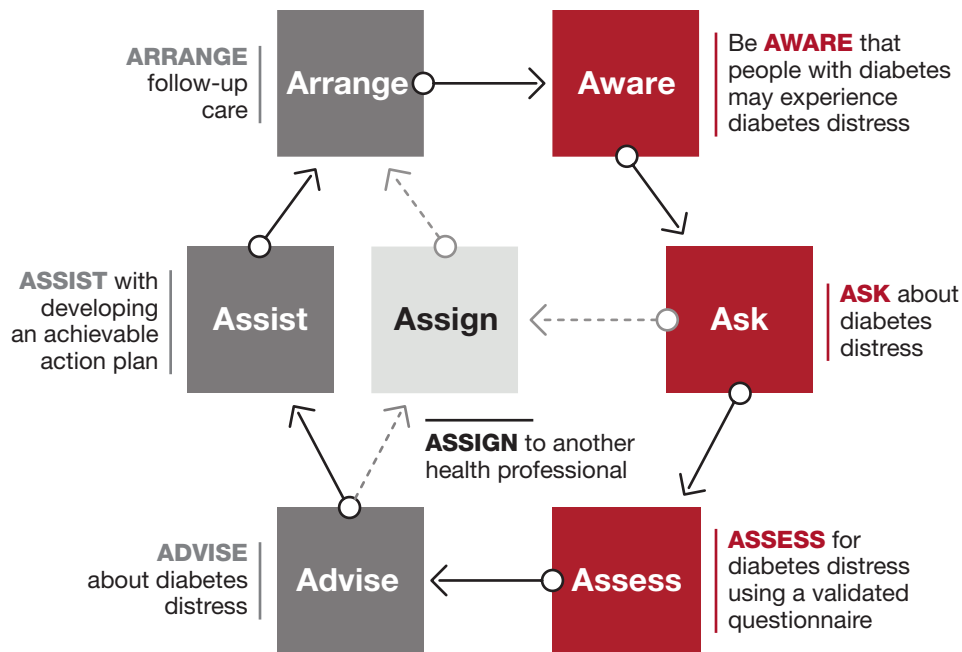 ARRANGE
follow-up
care
Arrange
Aware
Be AWARE that
people with diabetes
may experience
diabetes distress
ASSIST with
developing
an achievable
action plan
Assist
Assign
Ask
ASK about
diabetes
distress
ASSIGN to another
health professional
ADVISE
about diabetes
distress
Advise
Assess
ASSESS for
diabetes distress
using a validated
questionnaire